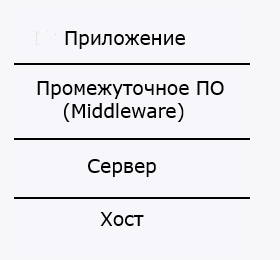 Приложение
Промежуточное ПО
(Middleware)
Сервер
Хост